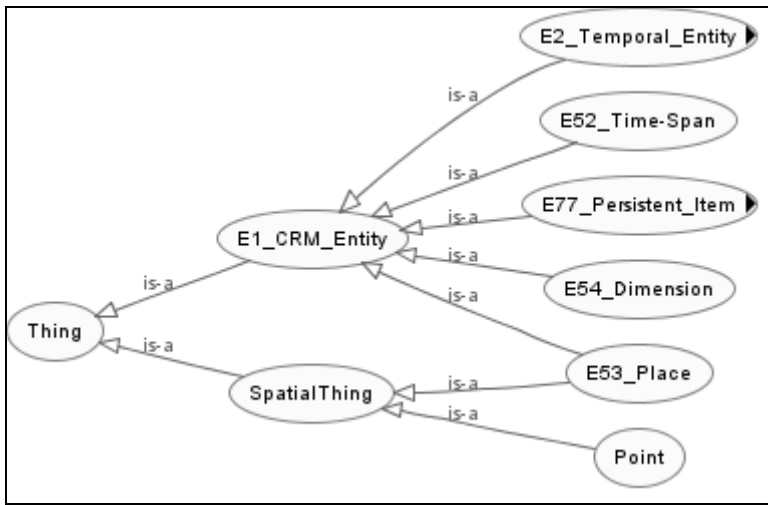 E2_Temporal_Entity
is-a
E52_Time-Span
is-a
E77_Persistent_Item
is-a
E1_CRM_Entity
is-a
E54_Dimension
is-a
is-a
Thing
is-a
E53_Place
is-a
SpatialThing
is-a
Point